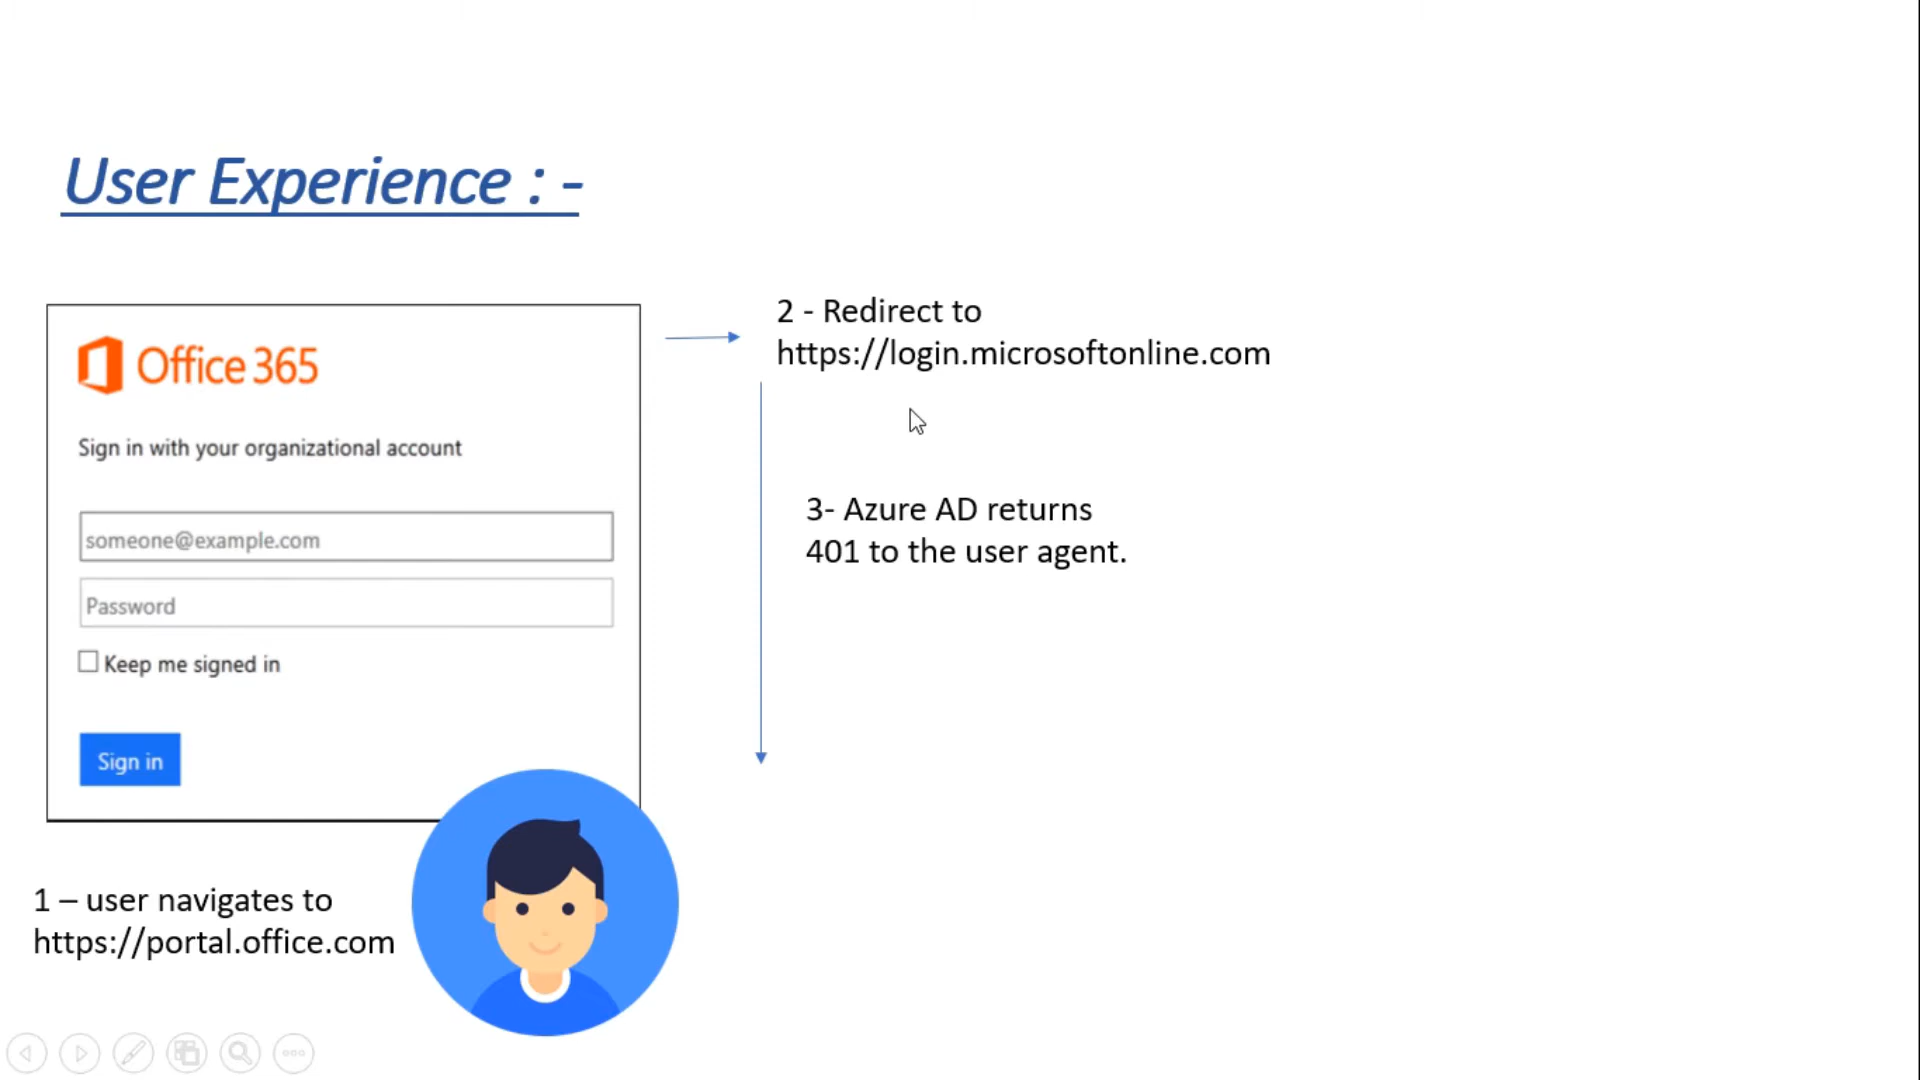 User Experience : -
Office 365
Sign in with your organizational account
someone@example.com
Password
Keep me signed in
Sign in
1 – user navigates to
https://portal.office.com
2 - Redirect to
https://login.microsoftonline.com
3- Azure AD returns
401 to the user agent.